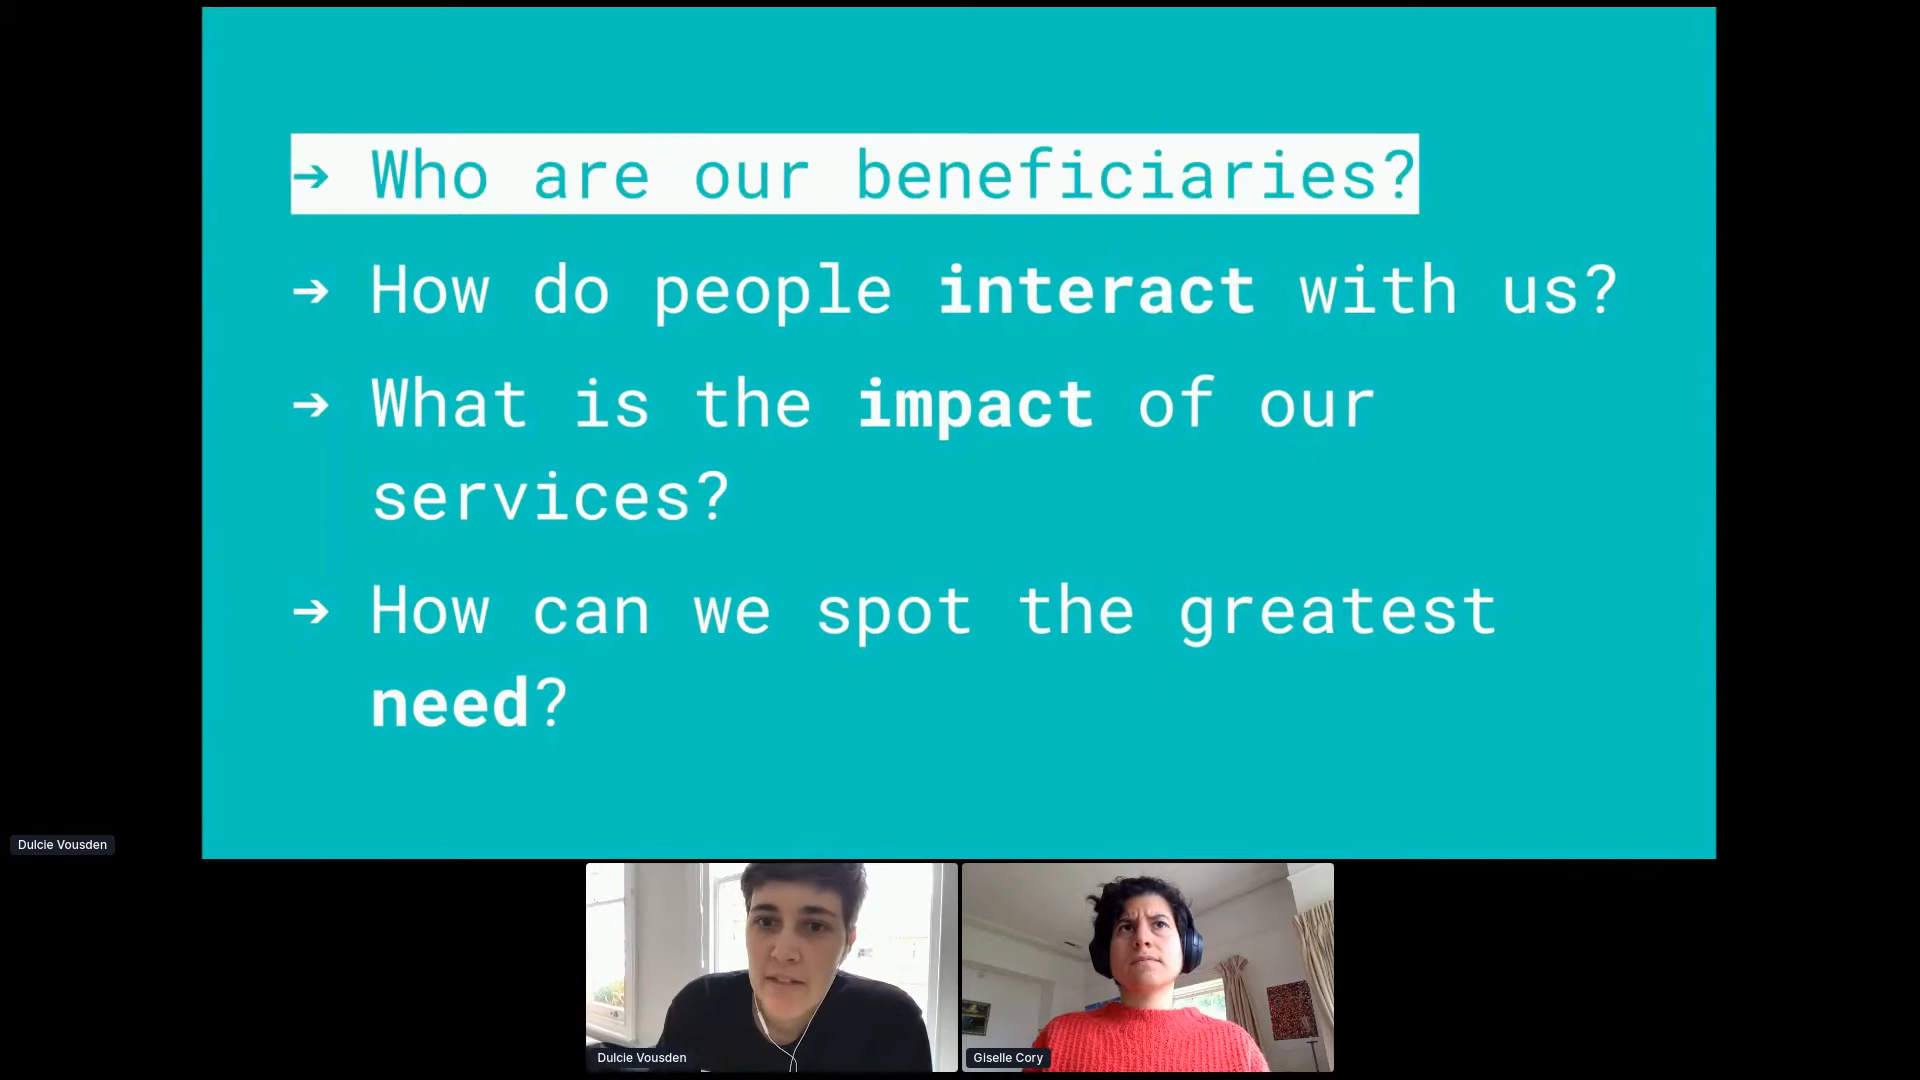 → Who are our beneficiaries?
→ How do people interact with us?
→ What is the impact of our
services?
→ How can we spot the greatest
need?
Dulcie Vousden
Dulcie Vousden
Giselle Cory